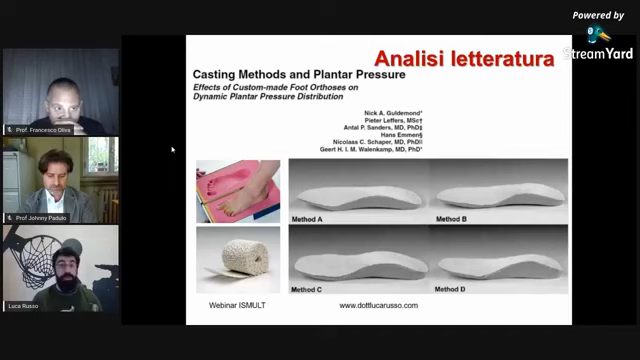 Powered by
StreamYard
Analisi letteratura
Casting Methods and Plantar Pressure
Effects of Custom-made Foot Orthoses on
Dynamic Plantar Pressure Distribution
Nick A. Guldemond*
Pieter Leffers, MSc†
Antal P. Sanders, MD, PhD‡
Hans Emmen§
Nicolaas C. Schaper, MD, PhD||
Geert H. I. M. Walenkamp, MD, PhD*
Method A
Method B
Method C
Method D
Webinar ISMULT
www.dottlucarusso.com
Prof. Francesco Oliva
Prof Johnny Padulo
Luca Russo